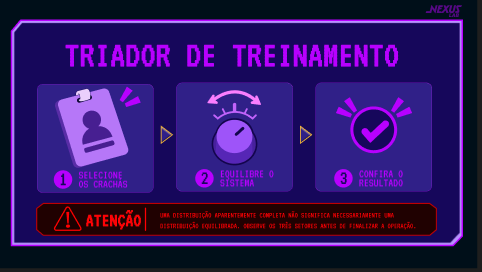 NEXUS
LAB
TRIADOR DE TREINAMENTO
1 SELECIONE
OS CRACHÁS
2 EQUILIBRE O
SISTEMA
3 CONFIRA O
RESULTADO
ATENÇÃO
UMA DISTRIBUIÇÃO APARENTEMENTE COMPLETA NÃO SIGNIFICA NECESSARIAMENTE UMA
DISTRIBUIÇÃO EQUILIBRADA. OBSERVE OS TRÊS SETORES ANTES DE FINALIZAR A OPERAÇÃO.